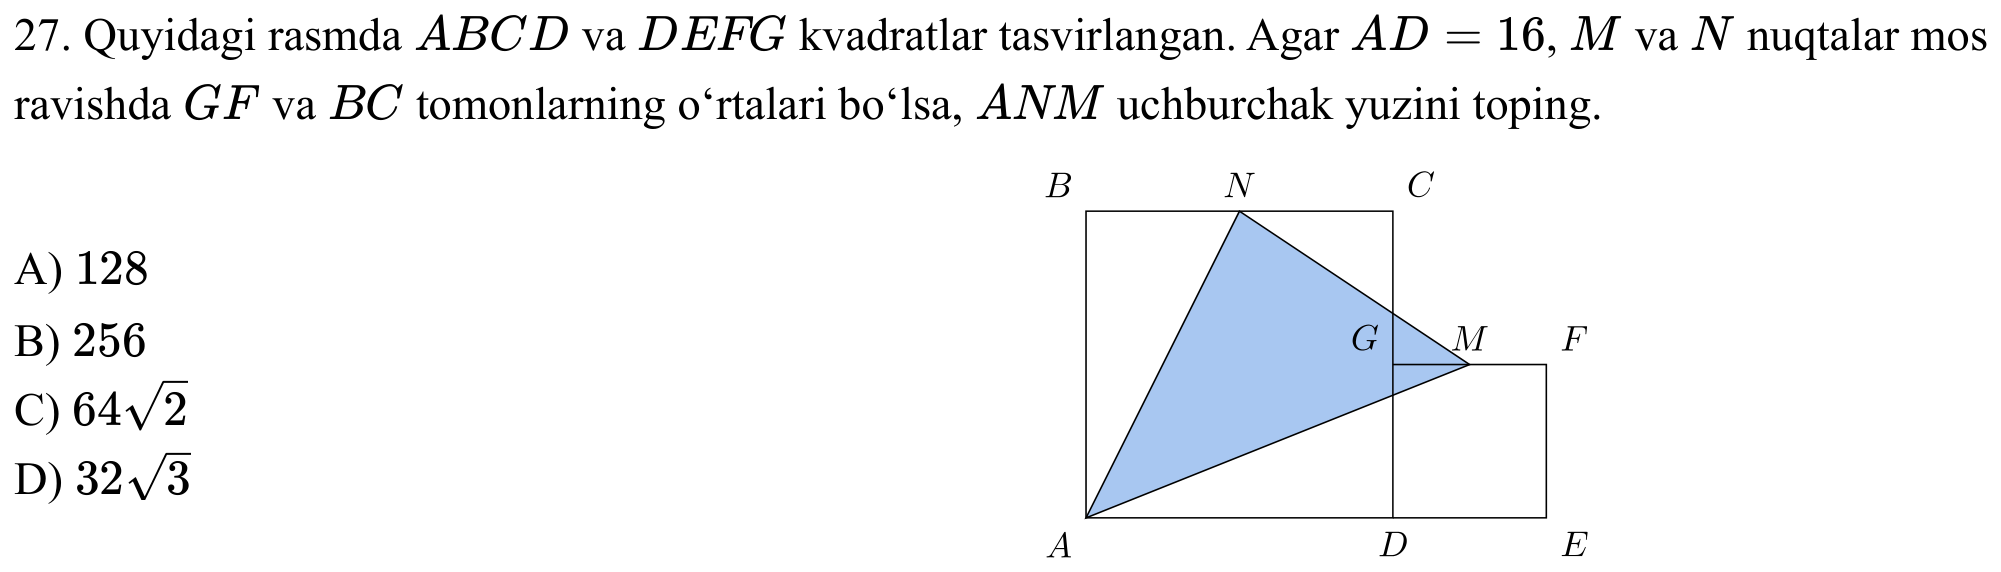 27. Quyidagi rasmda ABCD va DEFG kvadratlar tasvirlangan. Agar AD = 16, M va N nuqtalar mos
ravishda GF va BC tomonlarning o‘rtalari bo‘lsa, ANM uchburchak yuzini toping.
A) 128
B) 256
C) 64√2
D) 32√3
B N C
G M F
A D E